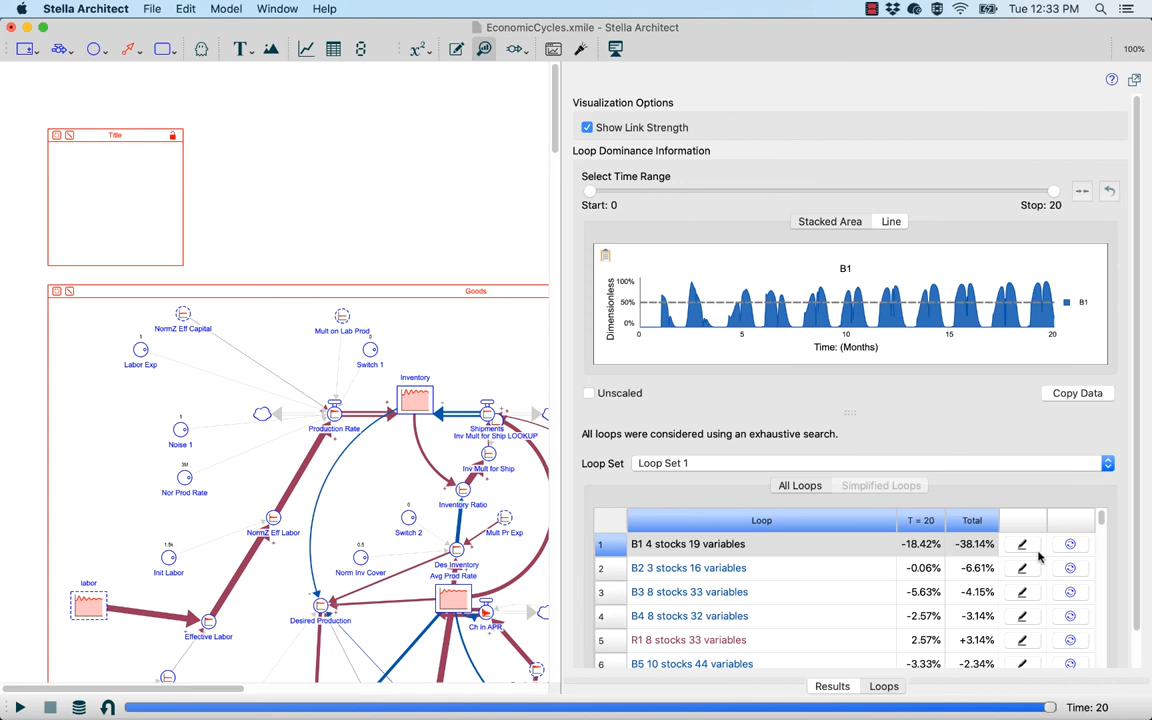 Stella Architect File Edit Model Window Help Tue 12:33 PM
EconomicCycles.xmile - Stella Architect
100%
Title
Goods
NormZ Eff Capital
Mult on Lab Prod
1
Labor Exp
0
Switch 1
Inventory
Production Rate
Shipments
Inv Mult for Ship LOOKUP
1
Noise 1
Inv Mult for Ship
3M
Nor Prod Rate
Inventory Ratio
NormZ Eff Labor
0
Switch 2
Mult Pr Exp
1.5k
Init Labor
0.5
Norm Inv Cover
Des Inventory
Avg Prod Rate
labor
Desired Production
Ch in APR
Effective Labor
Visualization Options
Show Link Strength
Loop Dominance Information
Select Time Range
Start: 0 Stop: 20
Stacked Area Line
B1
Dimensionless
100%
50%
0%
B1
0 5 10 15 20
Time: (Months)
Unscaled Copy Data
All loops were considered using an exhaustive search.
Loop Set Loop Set 1
All Loops Simplified Loops
Loop T = 20 Total
1 B1 4 stocks 19 variables -18.42% -38.14%
2 B2 3 stocks 16 variables -0.06% -6.61%
3 B3 8 stocks 33 variables -5.63% -4.15%
4 B4 8 stocks 32 variables -2.57% -3.14%
5 R1 8 stocks 33 variables 2.57% +3.14%
6 B5 10 stocks 44 variables -3.33% -2.34%
Results Loops
Time: 20